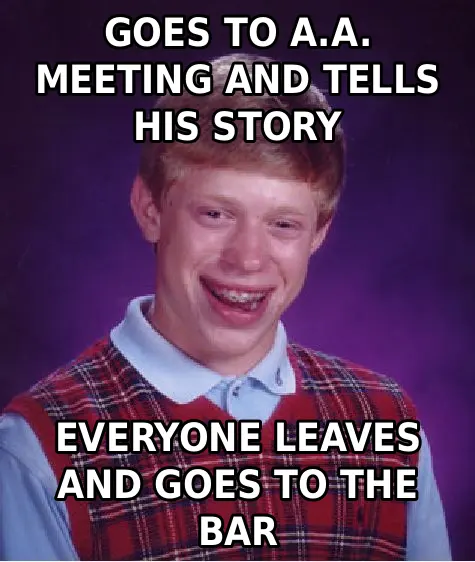 GOES TO A.A.
MEETING AND TELLS
HIS STORY
EVERYONE LEAVES
AND GOES TO THE
BAR